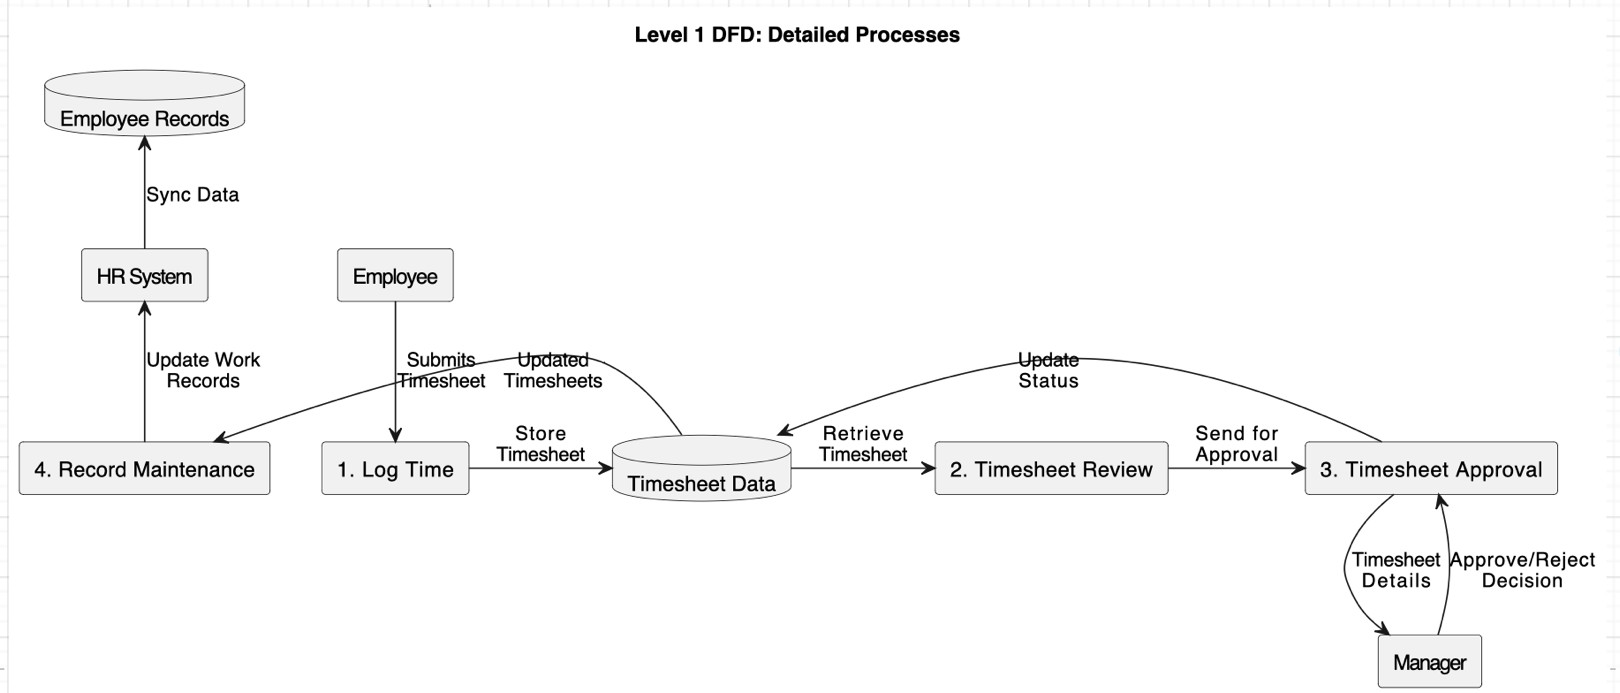 Level 1 DFD: Detailed Processes
Employee Records
Sync Data
HR System
Employee
Update Work
Records
Submits
Timesheet
Updated
Timesheets
Update
Status
4. Record Maintenance
1. Log Time
Store
Timesheet
Timesheet Data
Retrieve
Timesheet
2. Timesheet Review
Send for
Approval
3. Timesheet Approval
Timesheet
Details
Approve/Reject
Decision
Manager